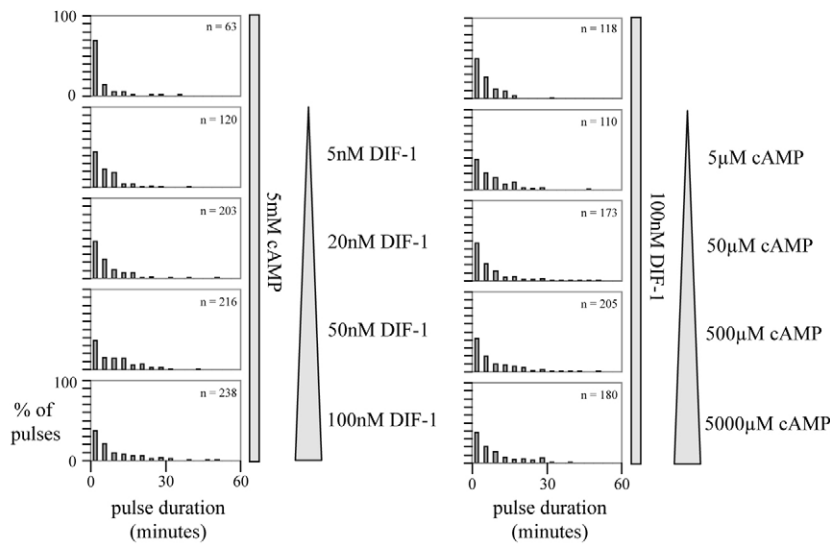 100
0
n = 63
n = 120
n = 203
n = 216
n = 238
100
0
% of
pulses
0
30
60
pulse duration
(minutes)
5mM cAMP
5nM DIF-1
20nM DIF-1
50nM DIF-1
100nM DIF-1
n = 118
n = 110
n = 173
n = 205
n = 180
0
30
60
pulse duration
(minutes)
100nM DIF-1
5µM cAMP
50µM cAMP
500µM cAMP
5000µM cAMP